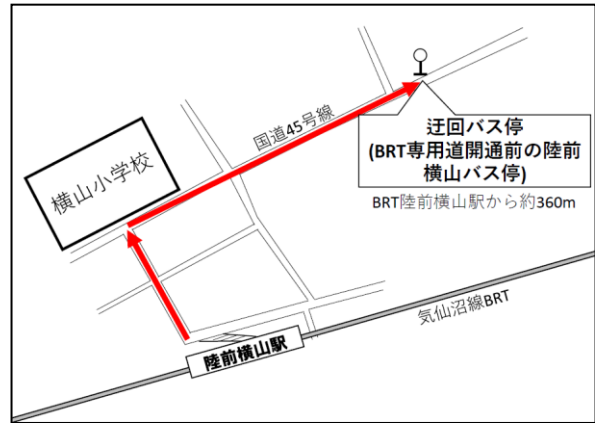 国道45号線
横山小学校
迂回バス停
(BRT専用道開通前の陸前
横山バス停)
BRT陸前横山駅から約360m
気仙沼線BRT
陸前横山駅